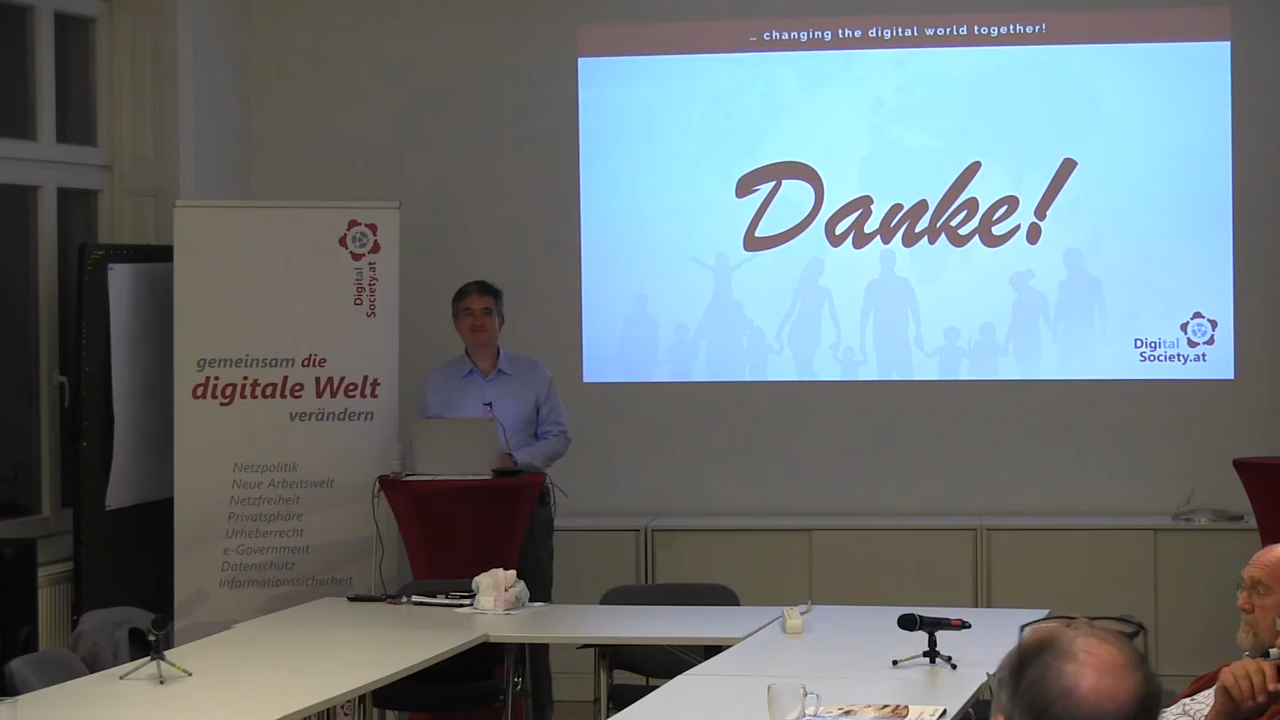 … changing the digital world together!
Danke!
Digital
Society.at
Digital
Society.at
gemeinsam die
digitale Welt
verändern
Netzpolitik
Neue Arbeitswelt
Netzfreiheit
Privatsphäre
Urheberrecht
e-Government
Datenschutz
Informationssicherheit